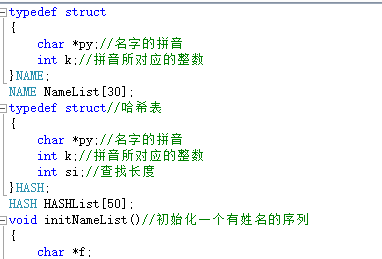 typedef struct
{
char *py;//名字的拼音
int k;//拼音所对应的整数
}NAME;
NAME NameList[30];
typedef struct//哈希表
{
char *py;//名字的拼音
int k;//拼音所对应的整数
int si;//查找长度
}HASH;
HASH HASHList[50];
void initNameList()//初始化一个有姓名的序列
{
char *f;